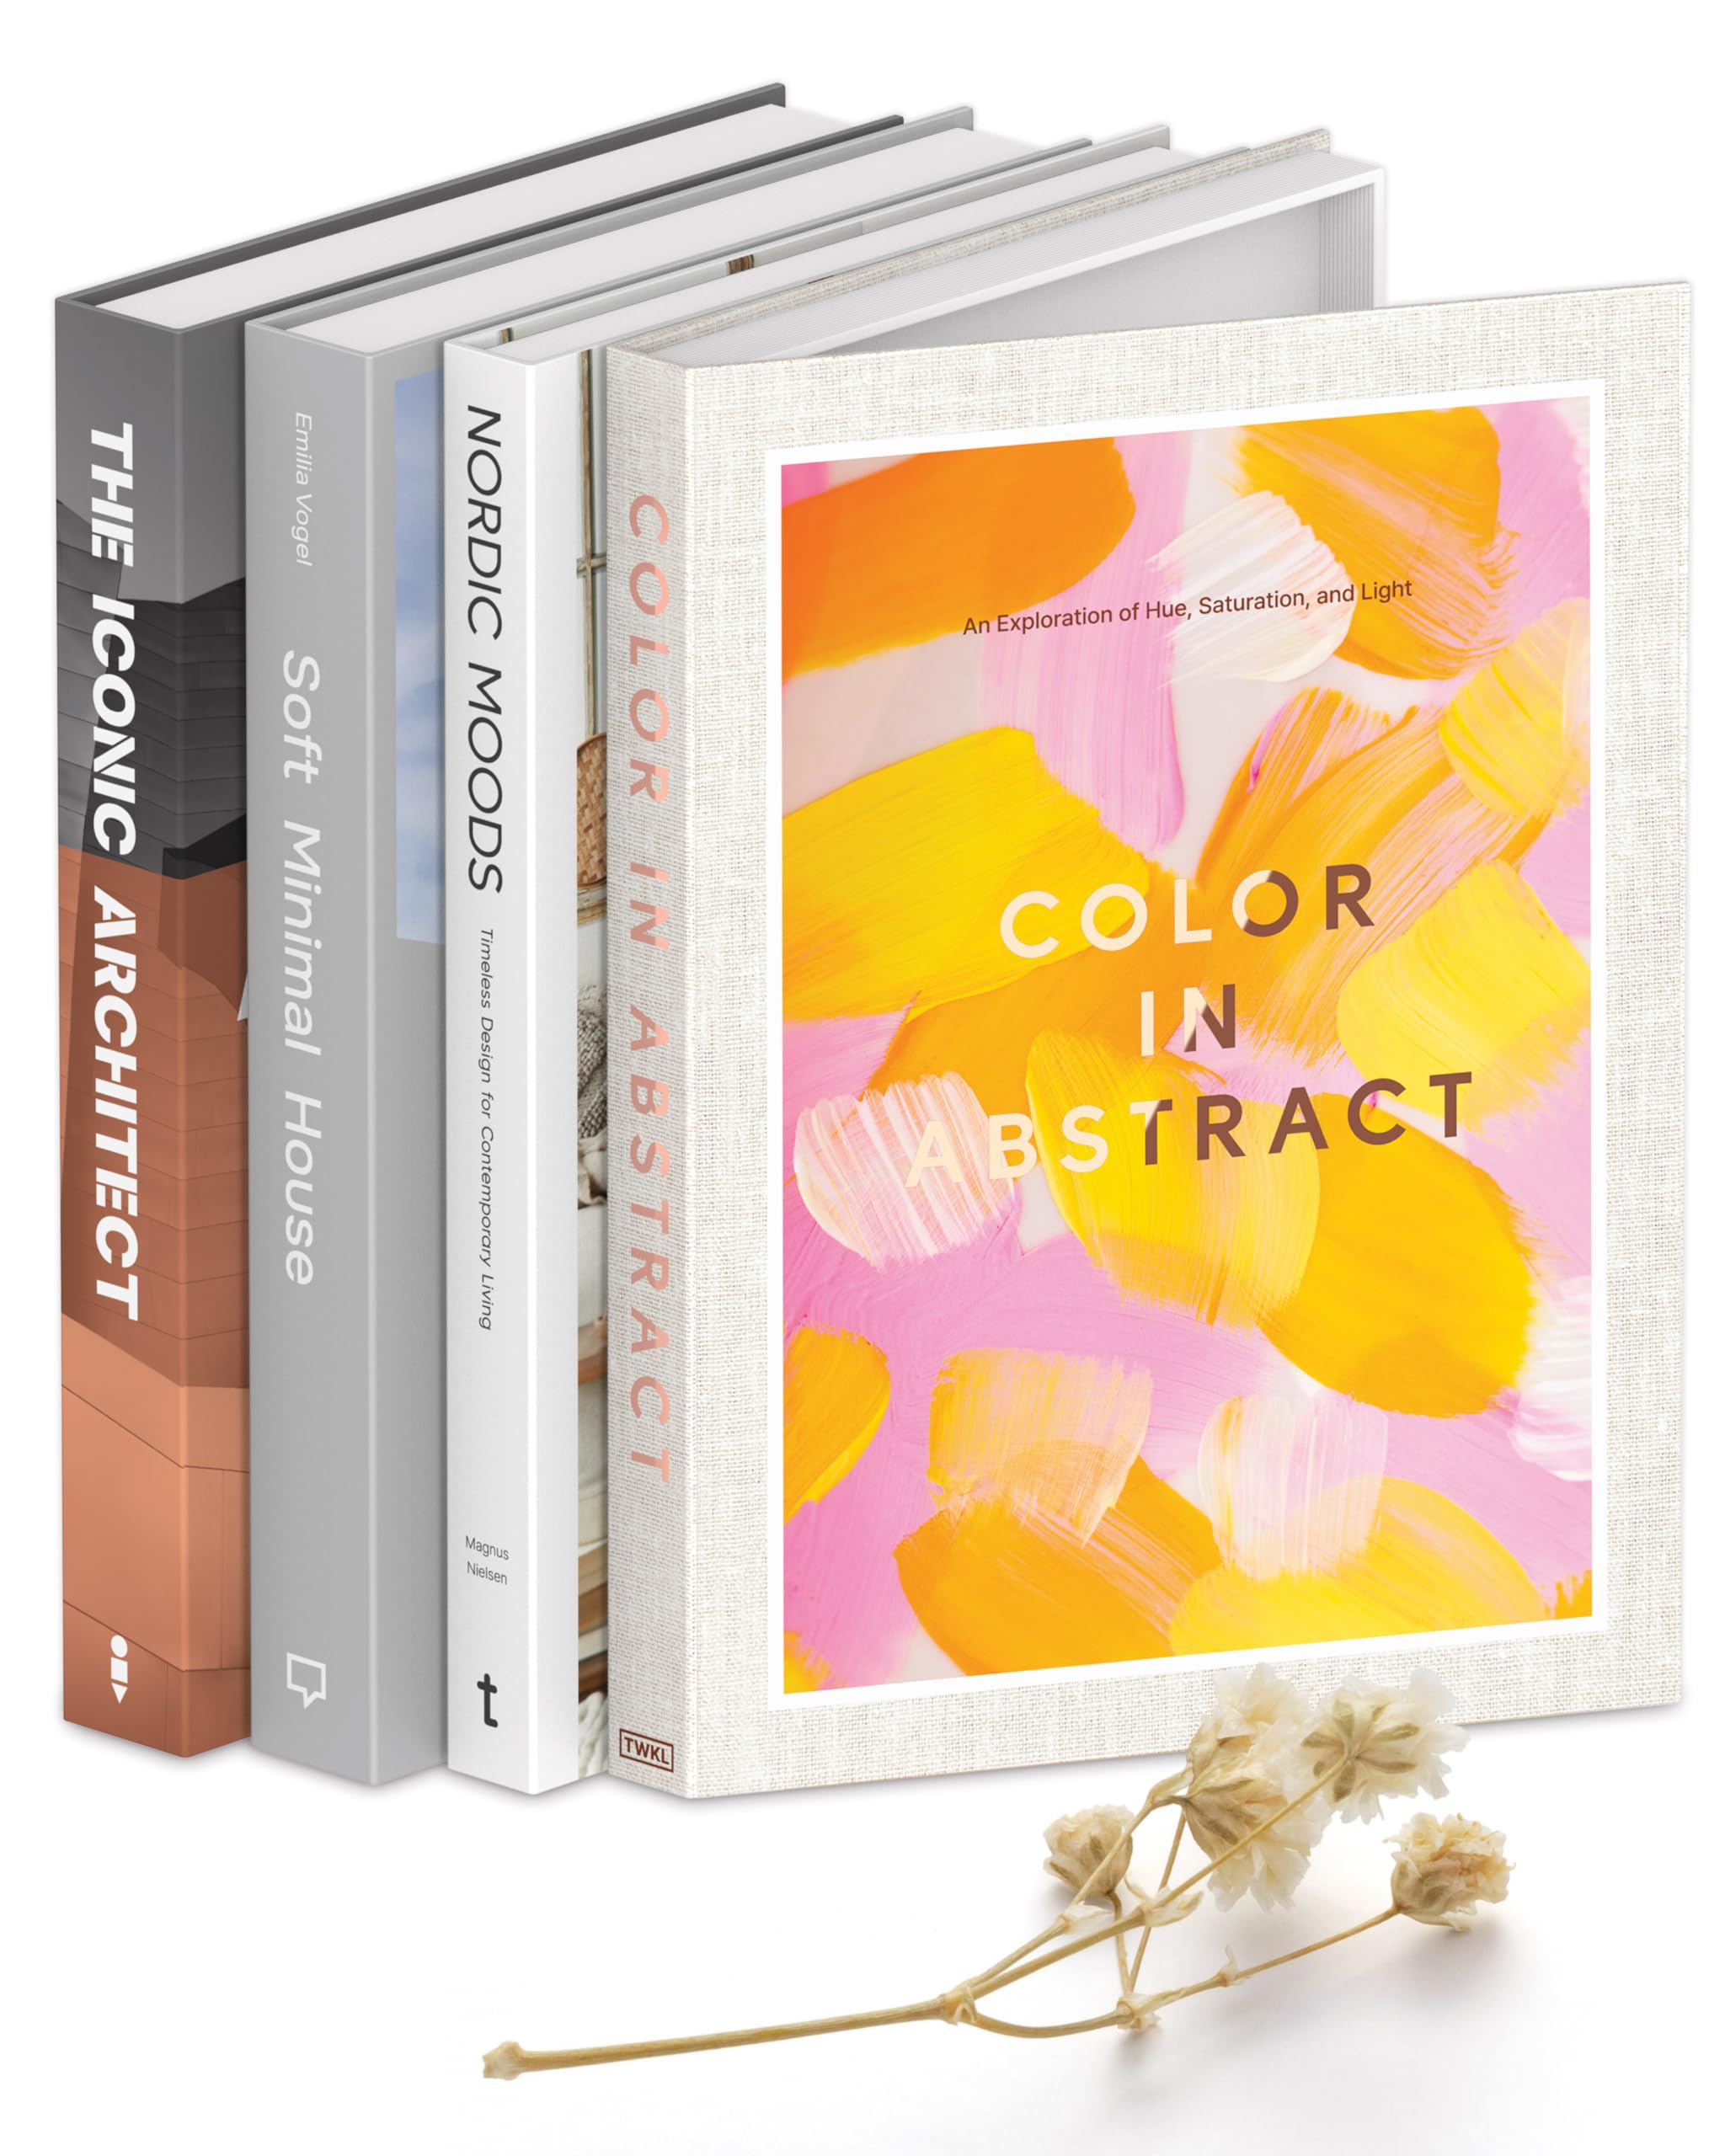 THE ICONIC ARCHITECT
Emilia Vogel
Soft Minimal House
NORDIC MOODS
Timeless Design for Contemporary Living
Magnus
Nielsen
t
COLOR IN ABSTRACT
TWKL
An Exploration of Hue, Saturation, and Light
COLOR
IN
ABSTRACT